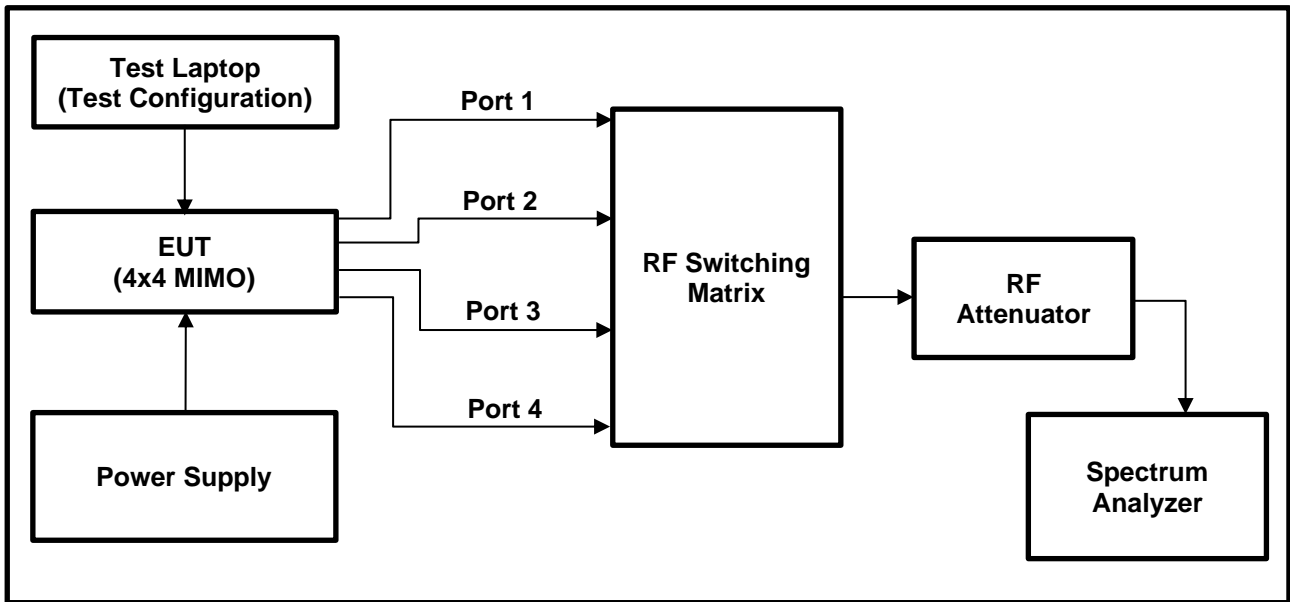 Test Laptop
(Test Configuration)
EUT
(4x4 MIMO)
Power Supply
Port 1
Port 2
Port 3
Port 4
RF Switching
Matrix
RF
Attenuator
Spectrum
Analyzer